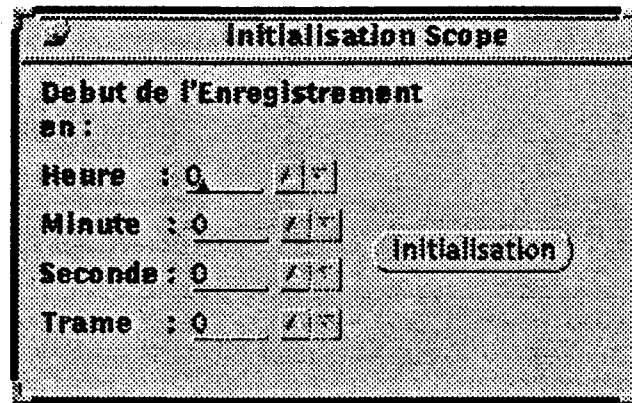 Initialisation Scope
Debut de l'Enregistrement
en :
Heure : 0
Minute : 0
Seconde : 0
Trame : 0
Initialisation